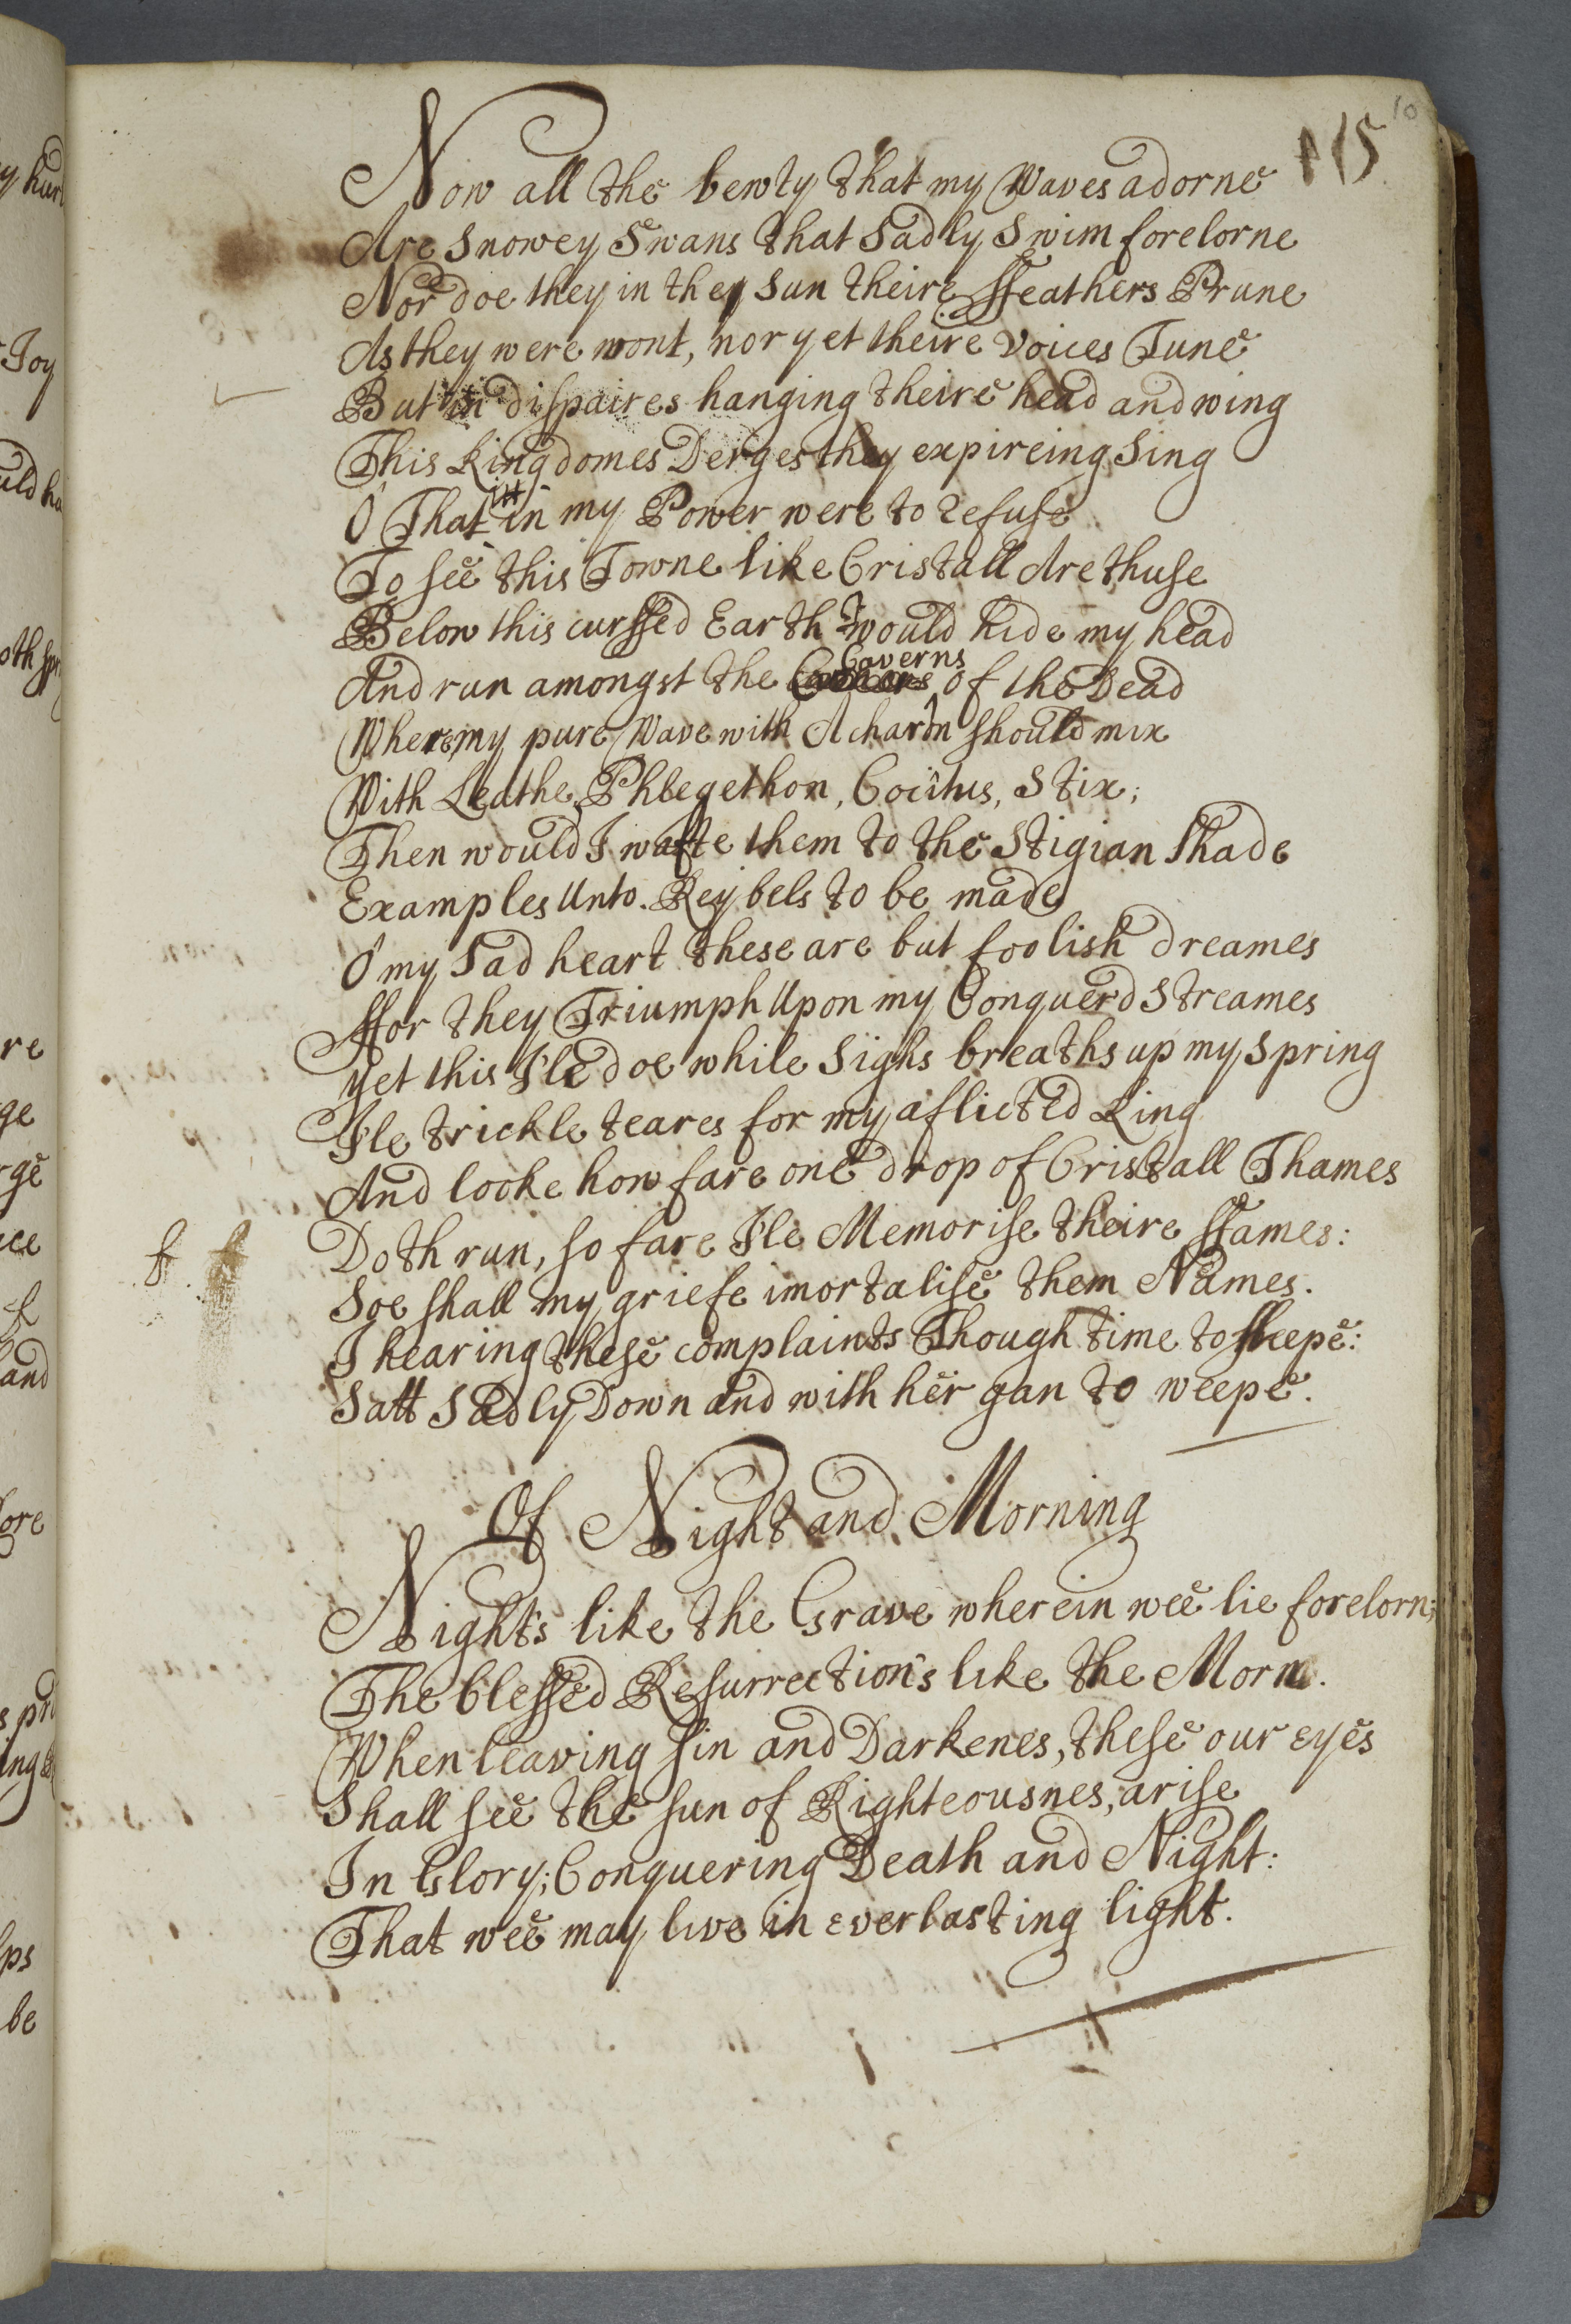 10
115
Now all the bewty that my Waves adorne
Are Snowey Swans that Sadly Swim forelorne
Nor doe they in they Sun theire ffeathers Prune
As they were wont, nor yet theire Voices Tune
But in dispaires hanging theire head and wing
This Kingdomes Derges they expireing Sing
O That itt in my Power were to refuse
To see this Towne like Cristall Arethuse
Below this curssed Earth I would hide my head
And run amongst the Caverns of the Dead
Where my pure Wave with Acharon should mix
With Leathe, Phlegethon, Cocitus, Stix;
Then would I wafte them to the Stigian Shade
Examples Unto Reybels to be made
O my Sad heart these are but foolish dreames
ffor they Triumph Upon my Conquerd Streames
Yet this I'le doe while Sighs breaths up my Spring
I'le trickle teares for my aflicted King
And looke how fare one drop of Cristall Thames
Doth run, so fare I'le Memorise theire ffames:
Soe shall my griefe imortalise them Names.
I hearing these complaints Though time to sleepe:
Satt Sadly Down and with her gan to weepe.
Of Night and Morning
Night's like the Grave wherein wee lie forelorn;
The blessed Resurrection's like the Morn.
When leaving sin and Darkenes, these our eyes
Shall see the sun of Righteousnes, arise
In Glory; Conquering Death and Night:
That wee may live in everlasting light.